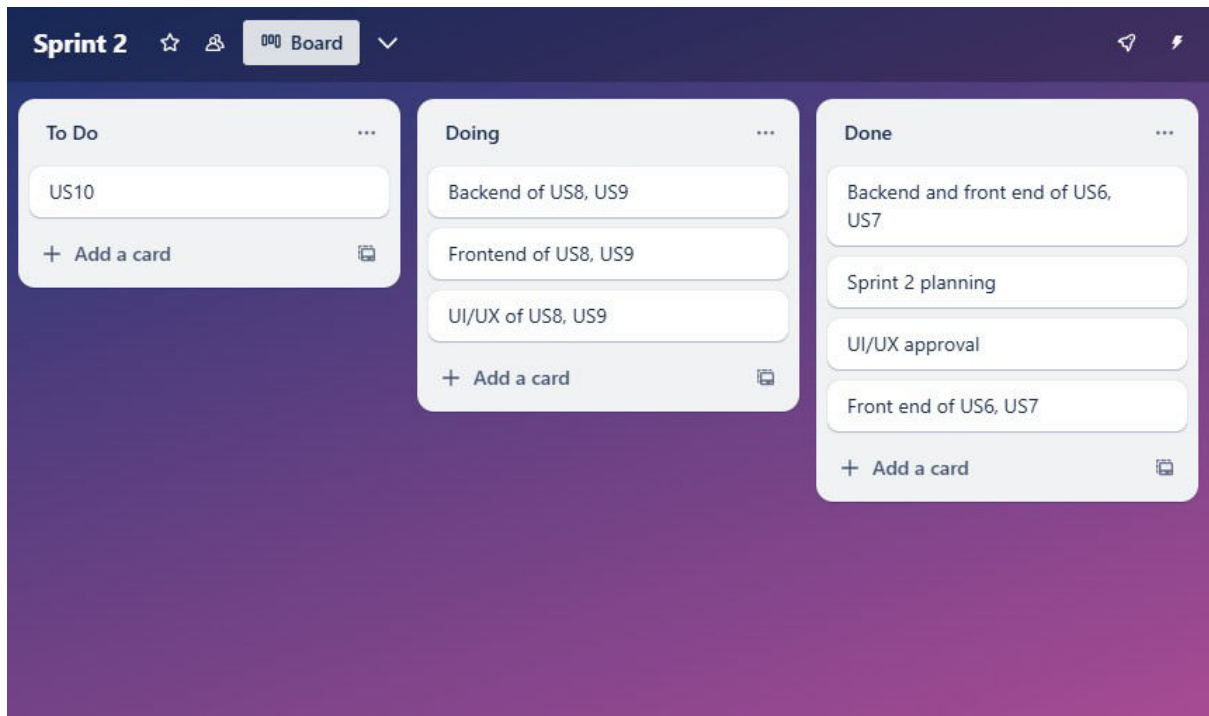 Sprint 2
Board
To Do
US10
Add a card
Doing
Backend of US8, US9
Frontend of US8, US9
UI/UX of US8, US9
Add a card
Done
Backend and front end of US6,
US7
Sprint 2 planning
UI/UX approval
Front end of US6, US7
Add a card